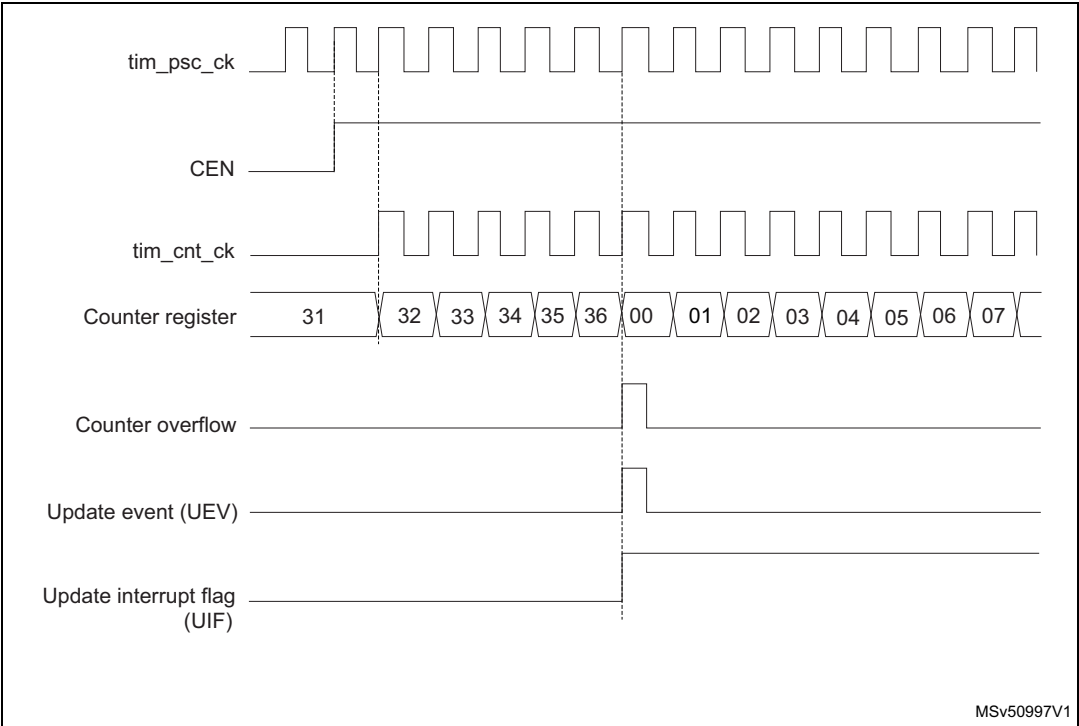 tim_psc_ck
CEN
tim_cnt_ck
Counter register 31 32 33 34 35 36 00 01 02 03 04 05 06 07
Counter overflow
Update event (UEV)
Update interrupt flag
(UIF)
MSv50997V1